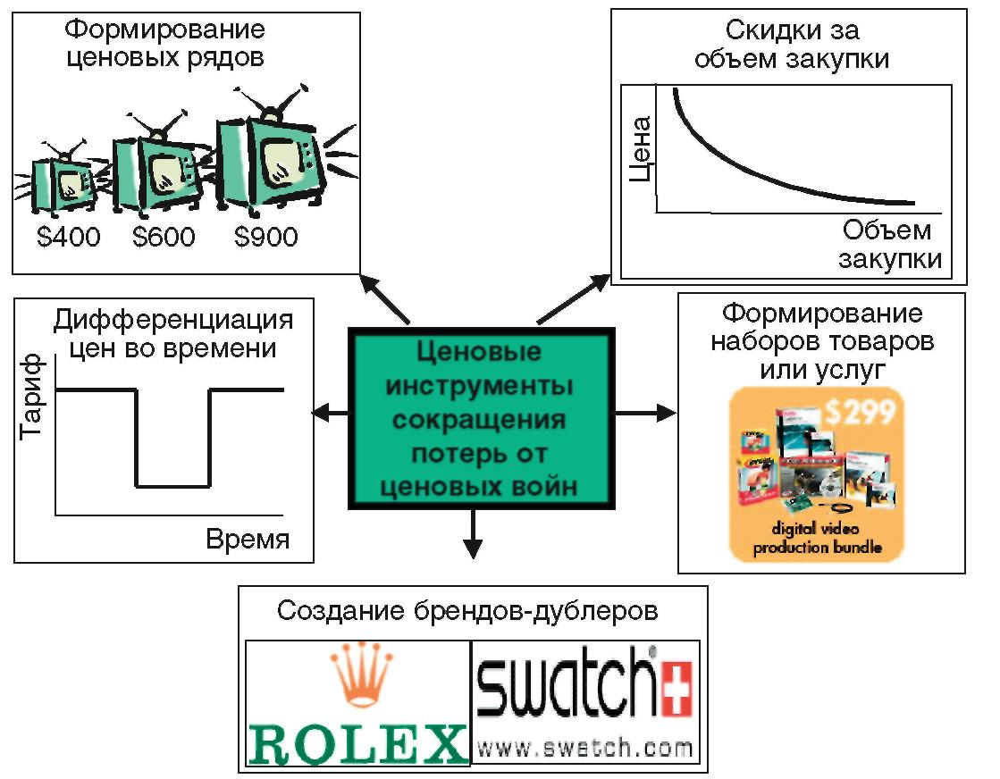 Формирование
ценовых рядов
$400 $600 $900
Скидки за
объем закупки
Цена
Объем
закупки
Дифференциация
цен во времени
Тариф
Время
Ценовые
инструменты
сокращения
потерь от
ценовых войн
Формирование
наборов товаров
или услуг
$299
digital video
production bundle
Создание брендов-дублеров
ROLEX
swatch
www.swatch.com